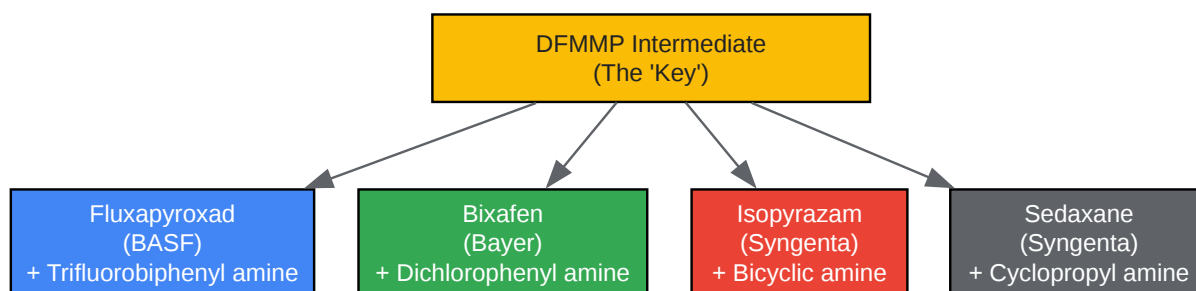 DFMMP Intermediate
(The 'Key')
Fluxapyroxad
(BASF)
+ Trifluorobiphenyl amine
Bixafen
(Bayer)
+ Dichlorophenyl amine
Isopyrazam
(Syngenta)
+ Bicyclic amine
Sedaxane
(Syngenta)
+ Cyclopropyl amine